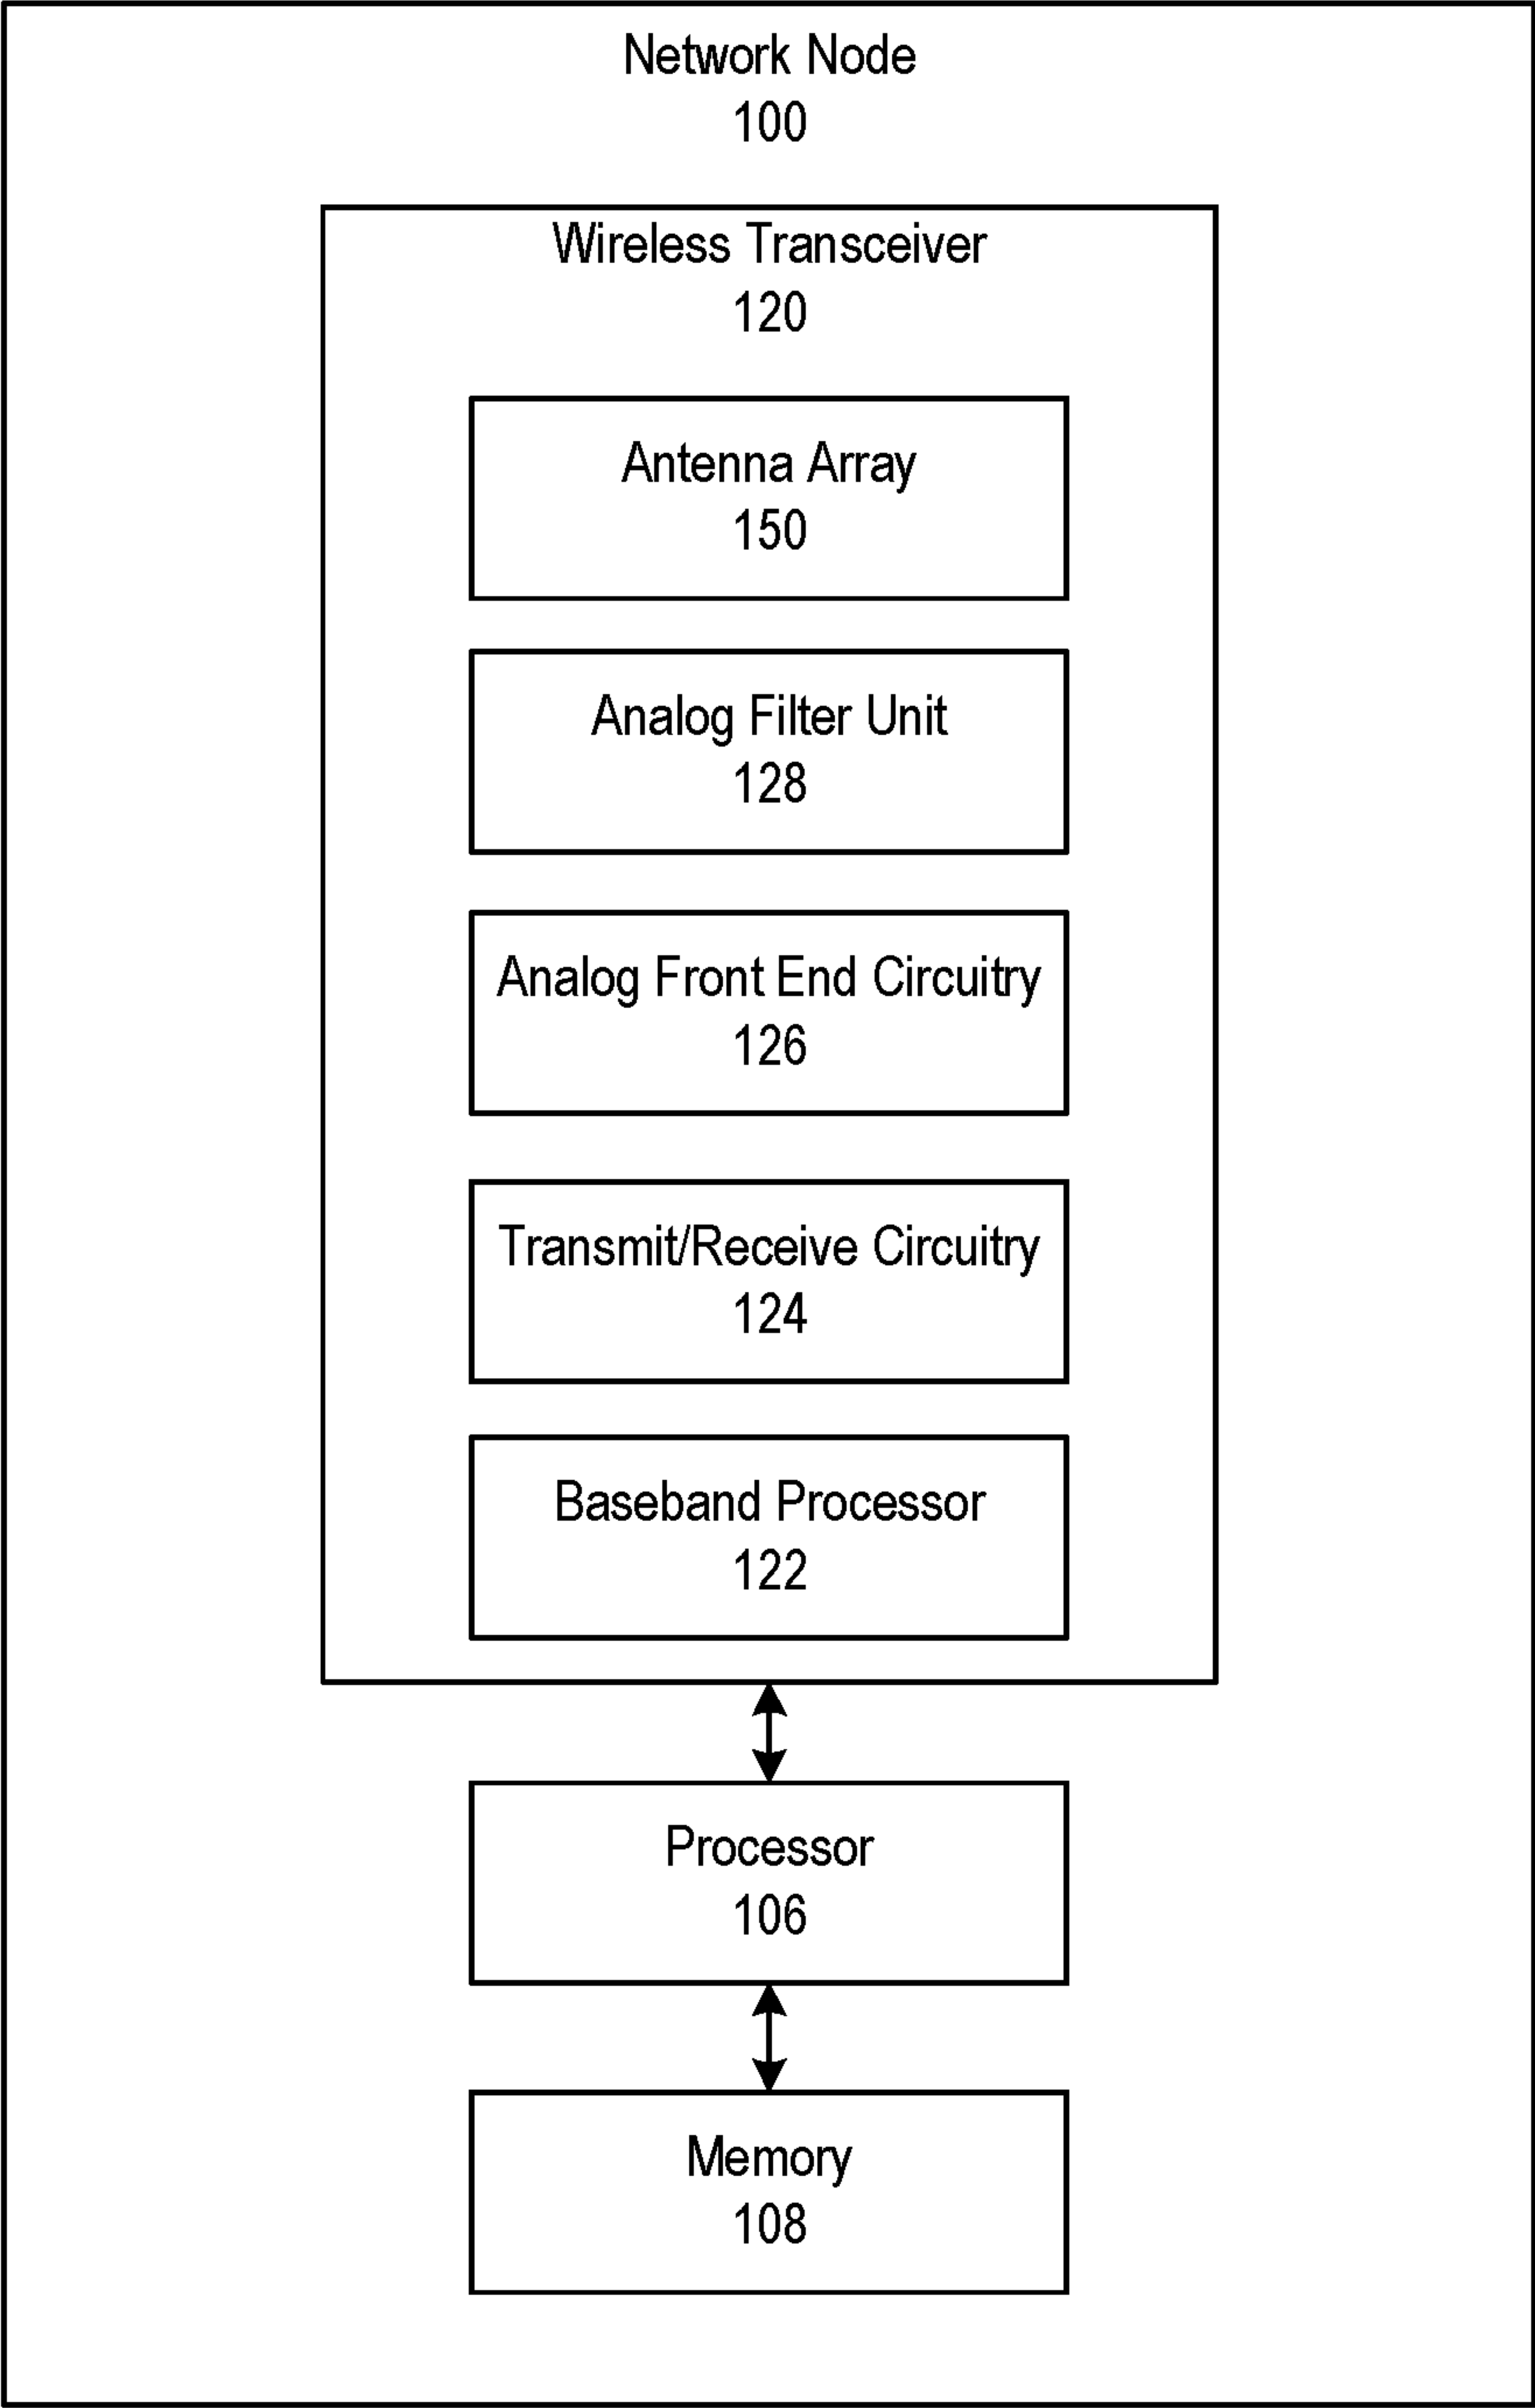 Network Node
100
Wireless Transceiver
120
Antenna Array
150
Analog Filter Unit
128
Analog Front End Circuitry
126
Transmit/Receive Circuitry
124
Baseband Processor
122
Processor
106
Memory
108